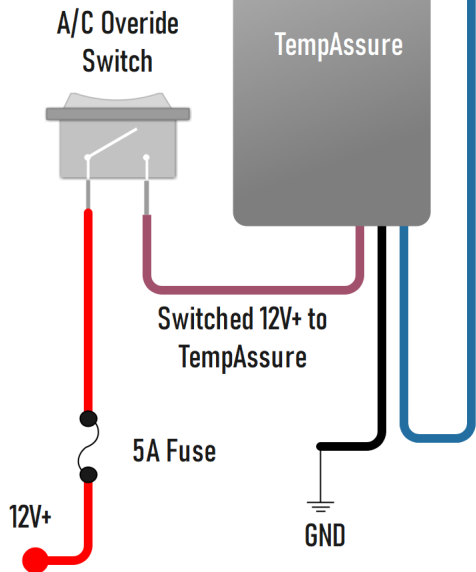 A/C Overide
Switch
TempAssure
Switched 12V+ to
TempAssure
5A Fuse
12V+
GND